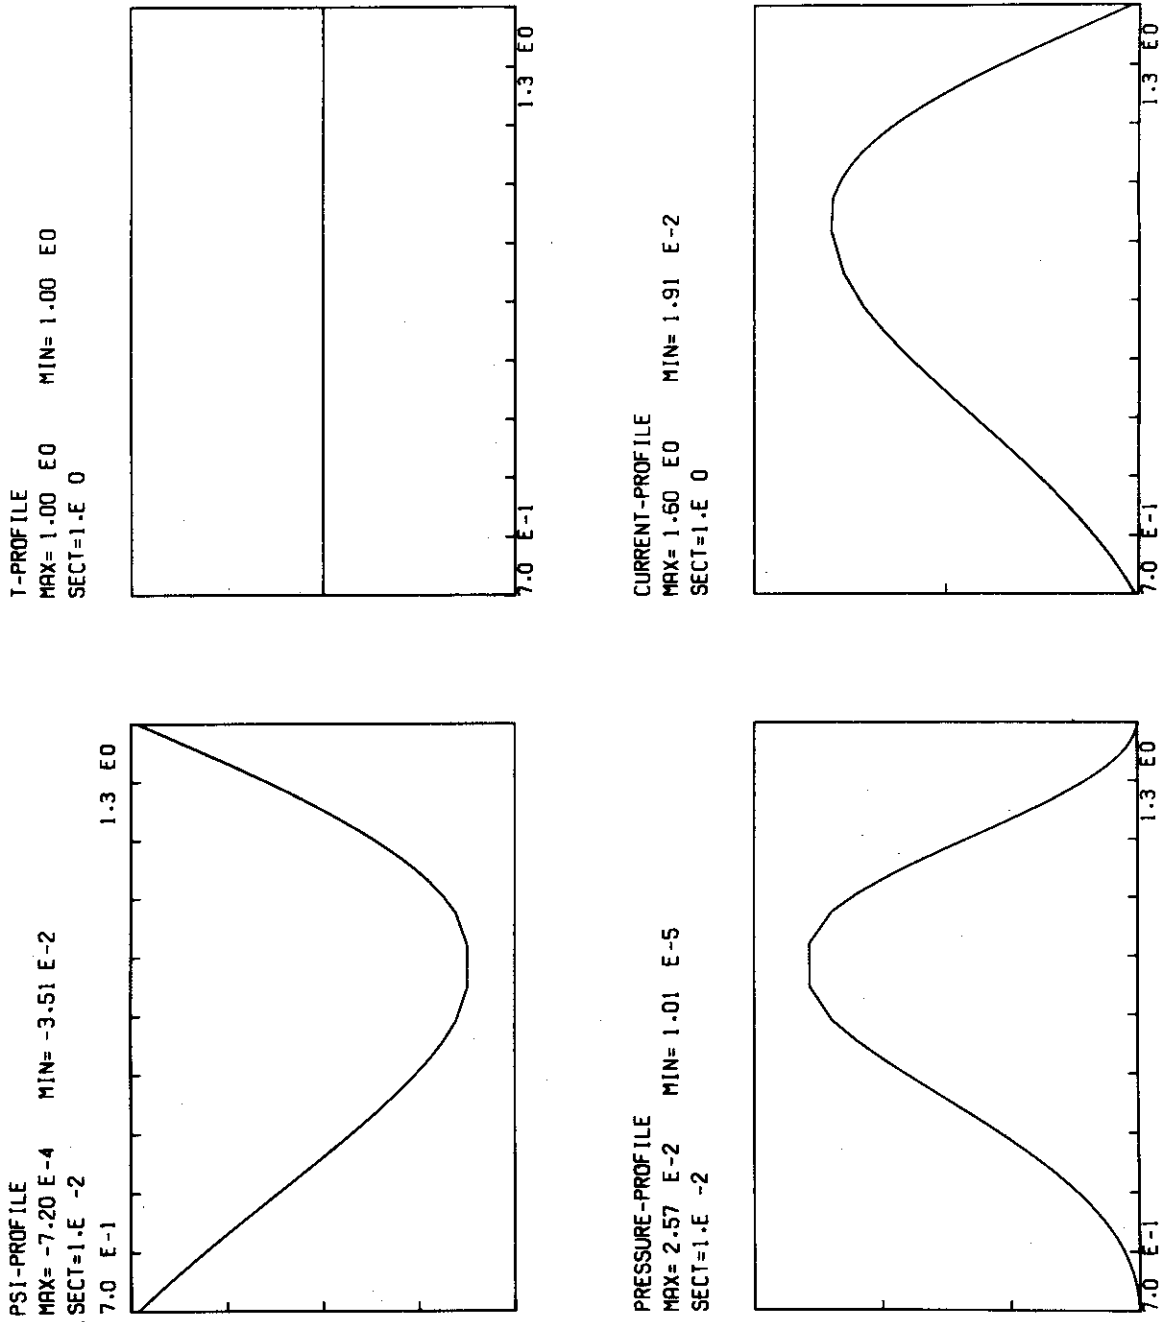 PSI-PROFILE
MAX= -7.20 E-4 MIN= -3.51 E-2
SECT=1.E -2
7.0 E-1 1.3 E0
T-PROFILE
MAX= 1.00 E0 MIN= 1.00 E0
SECT=1.E 0
7.0 E-1 1.3 E0
PRESSURE-PROFILE
MAX= 2.57 E-2 MIN= 1.01 E-5
SECT=1.E -2
7.0 E-1 1.3 E0
CURRENT-PROFILE
MAX= 1.60 E0 MIN= 1.91 E-2
SECT=1.E 0
7.0 E-1 1.3 E0